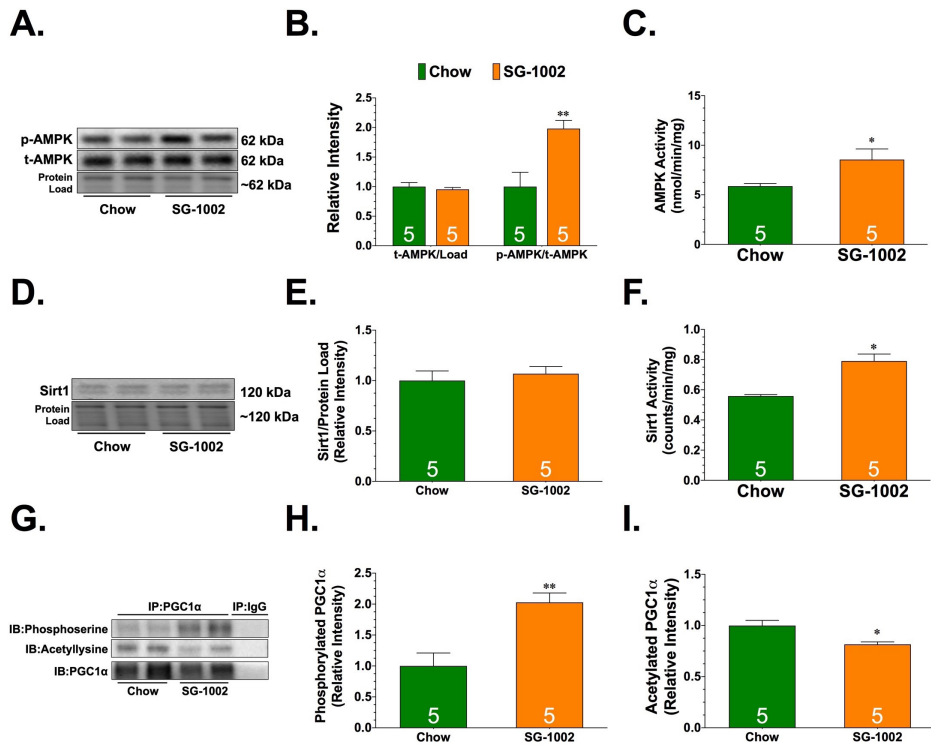 A.
p-AMPK 62 kDa
t-AMPK 62 kDa
Protein
Load ~62 kDa
Chow SG-1002
B.
Chow SG-1002
Relative Intensity
2.5
2.0
1.5
1.0
0.5
0.0
**
5 5 5 5
t-AMPK/Load p-AMPK/t-AMPK
C.
AMPK Activity
(nmol/min/mg)
15
10
5
0
*
5 5
Chow SG-1002
D.
Sirt1 120 kDa
Protein
Load ~120 kDa
Chow SG-1002
E.
Sirt1/Protein Load
(Relative Intensity)
1.5
1.0
0.5
0.0
5 5
Chow SG-1002
F.
Sirt1 Activity
(counts/min/mg)
1.0
0.8
0.6
0.4
0.2
0.0
*
5 5
Chow SG-1002
G.
IP:PGC1α IP:IgG
IB:Phosphoserine
IB:Acetyllysine
IB:PGC1α
Chow SG-1002
H.
Phosphorylated PGC1α
(Relative Intensity)
2.5
2.0
1.5
1.0
0.5
0.0
**
5 5
Chow SG-1002
I.
Acetylated PGC1α
(Relative Intensity)
1.5
1.0
0.5
0.0
*
5 5
Chow SG-1002